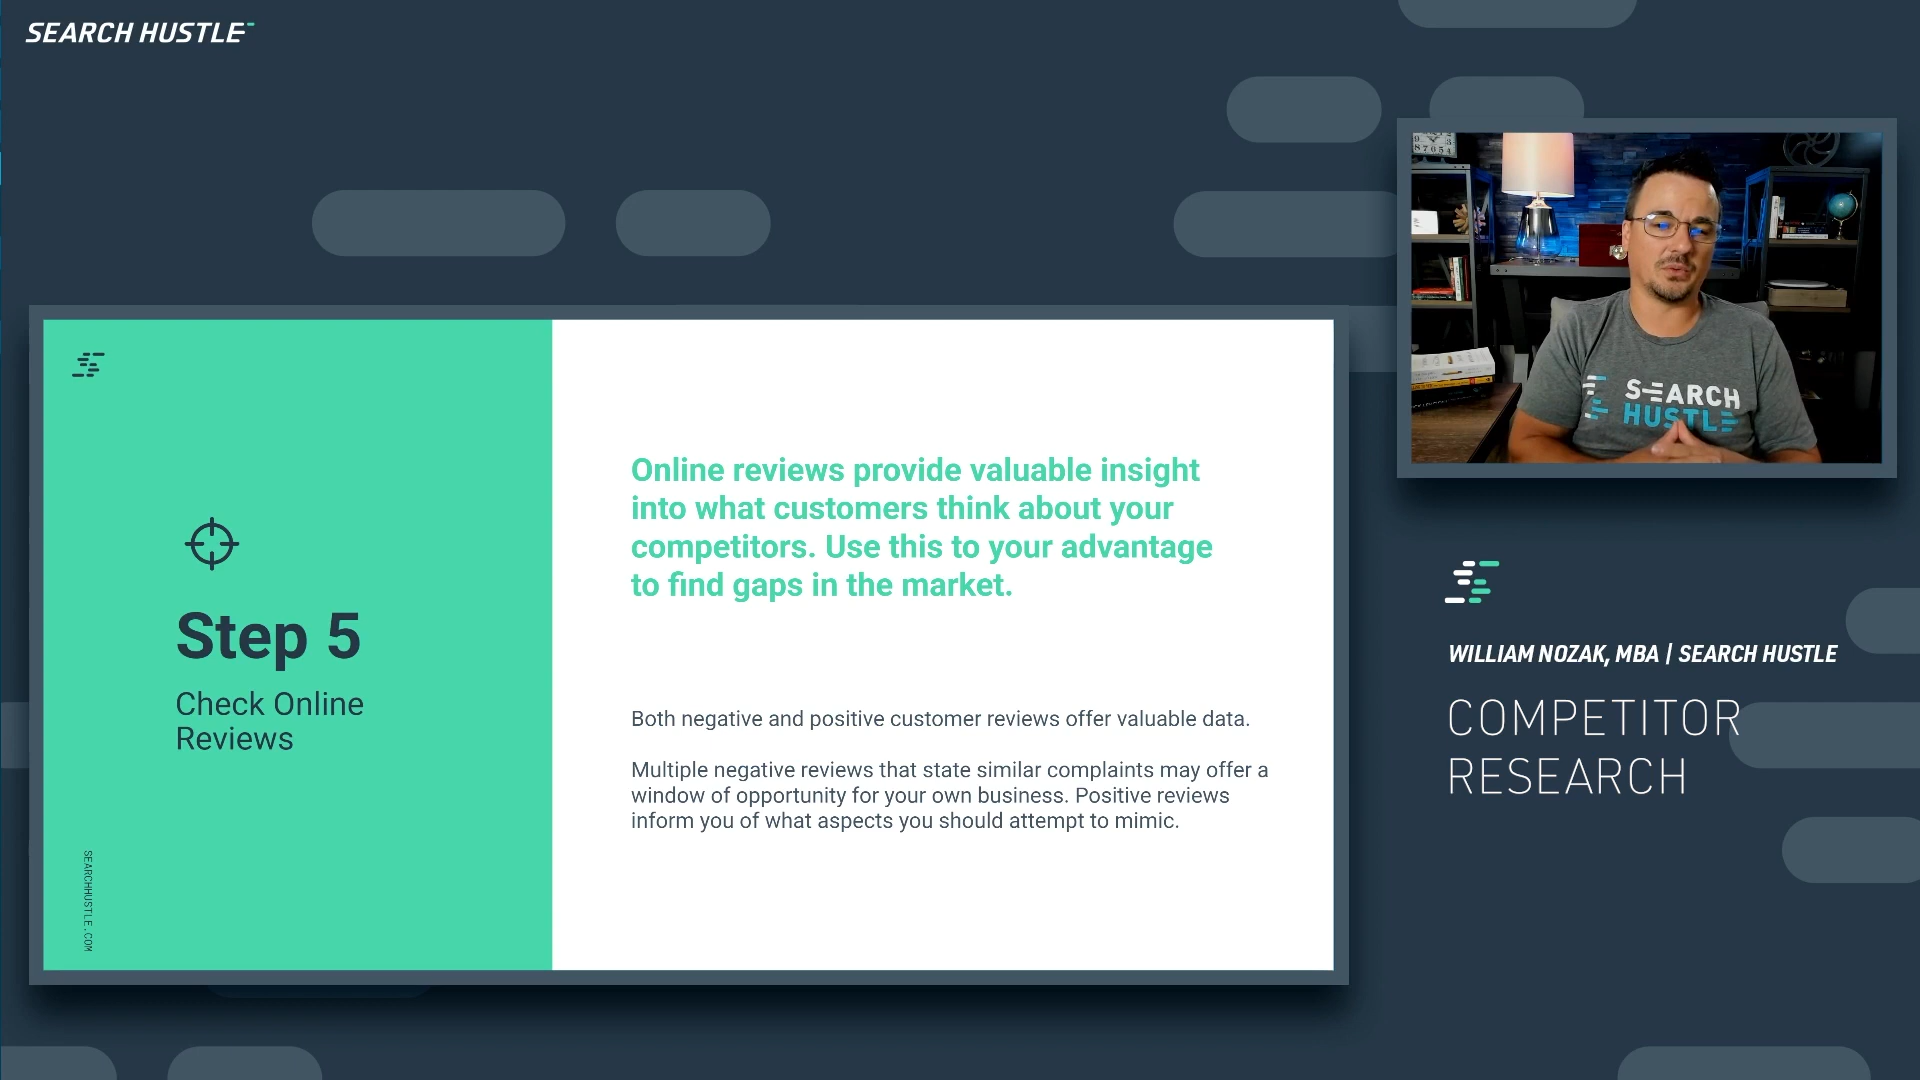 SEARCH HUSTLE
Step 5
Check Online
Reviews
SEARCHHUSTLE.COM
Online reviews provide valuable insight
into what customers think about your
competitors. Use this to your advantage
to find gaps in the market.
Both negative and positive customer reviews offer valuable data.
Multiple negative reviews that state similar complaints may offer a
window of opportunity for your own business. Positive reviews
inform you of what aspects you should attempt to mimic.
SEARCH
HUSTLE
WILLIAM NOZAK, MBA | SEARCH HUSTLE
COMPETITOR
RESEARCH